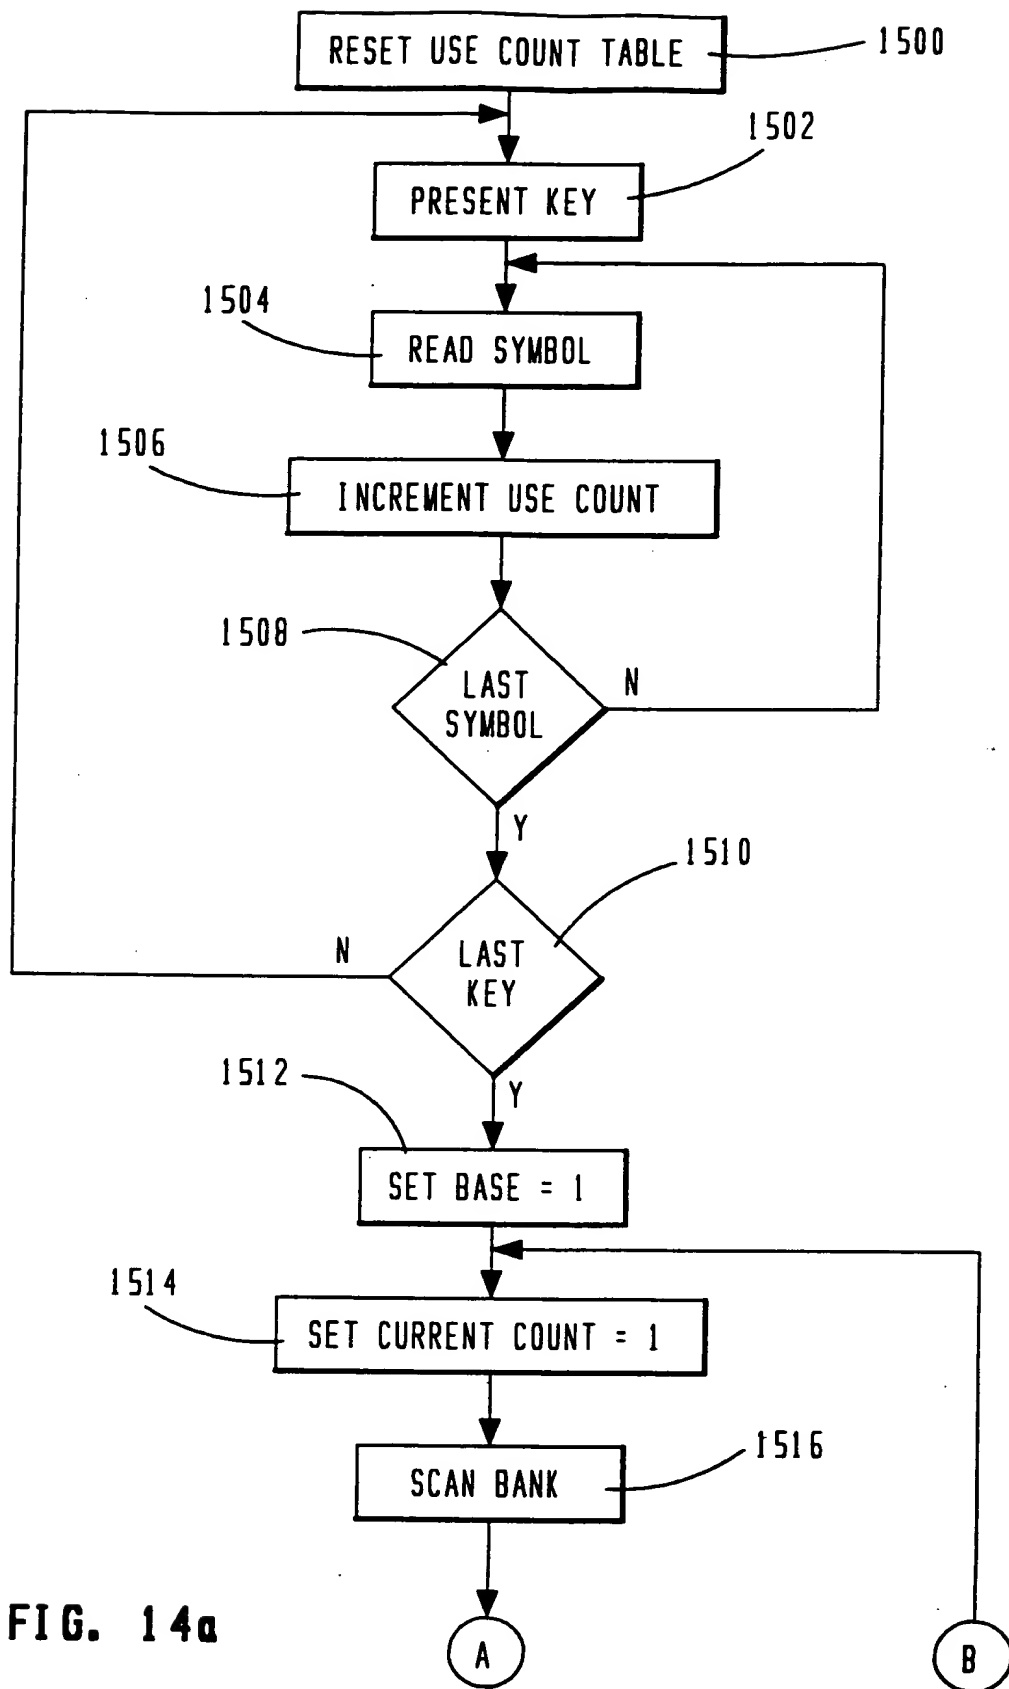 RESET USE COUNT TABLE
1500
1502
PRESENT KEY
1504
READ SYMBOL
1506
INCREMENT USE COUNT
1508
LAST
SYMBOL
N
Y
1510
N
LAST
KEY
1512
Y
SET BASE = 1
1514
SET CURRENT COUNT = 1
1516
SCAN BANK
FIG. 14a
A
B